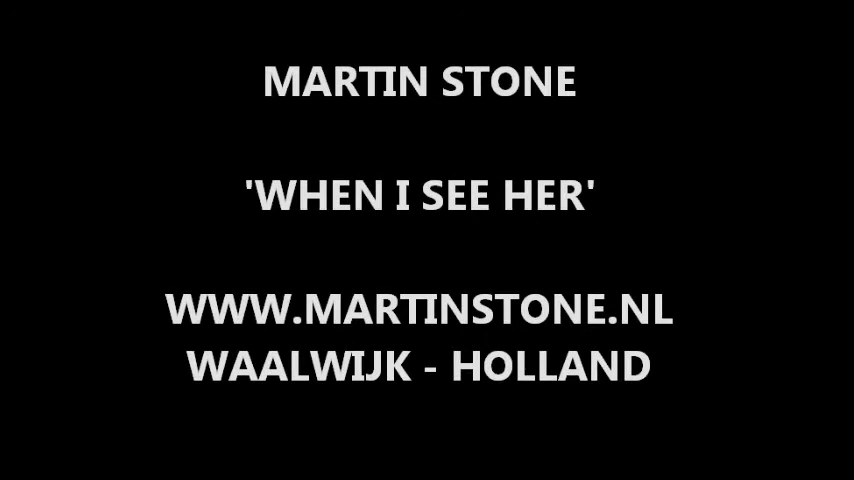 MARTIN STONE
'WHEN I SEE HER'
WWW.MARTINSTONE.NL
WAALWIJK - HOLLAND